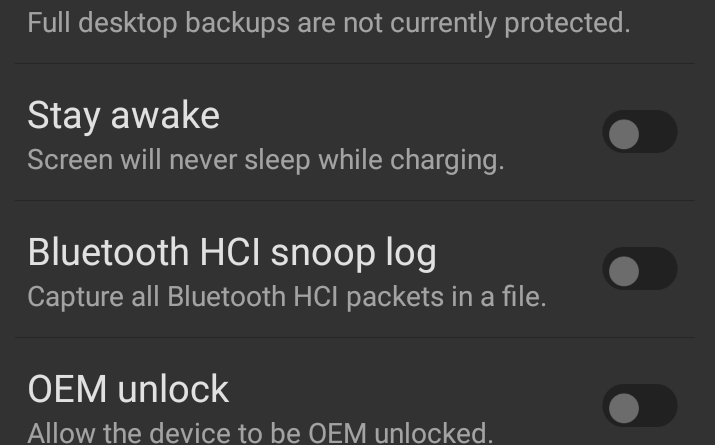 Full desktop backups are not currently protected.
Stay awake
Screen will never sleep while charging.
Bluetooth HCI snoop log
Capture all Bluetooth HCI packets in a file.
OEM unlock
Allow the device to be OEM unlocked.